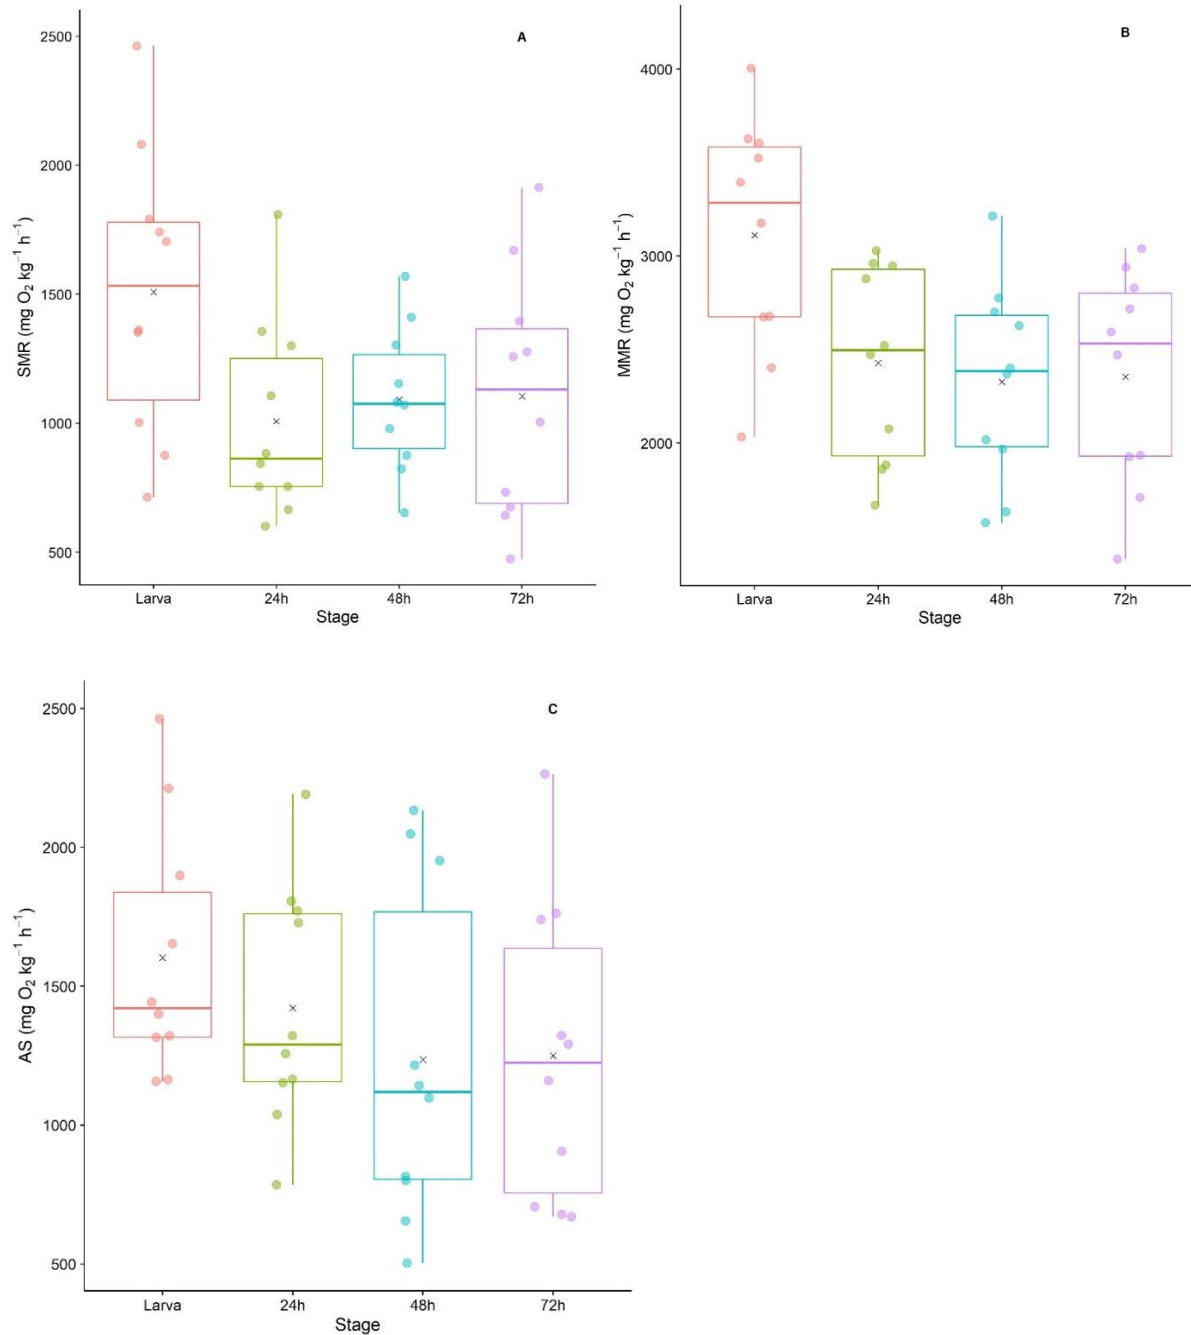 A
2500
2000
1500
1000
500
SMR (mg O₂ kg⁻¹ h⁻¹)
Larva 24h 48h 72h
Stage
B
4000
3000
2000
MMR (mg O₂ kg⁻¹ h⁻¹)
Larva 24h 48h 72h
Stage
C
2500
2000
1500
1000
500
AS (mg O₂ kg⁻¹ h⁻¹)
Larva 24h 48h 72h
Stage